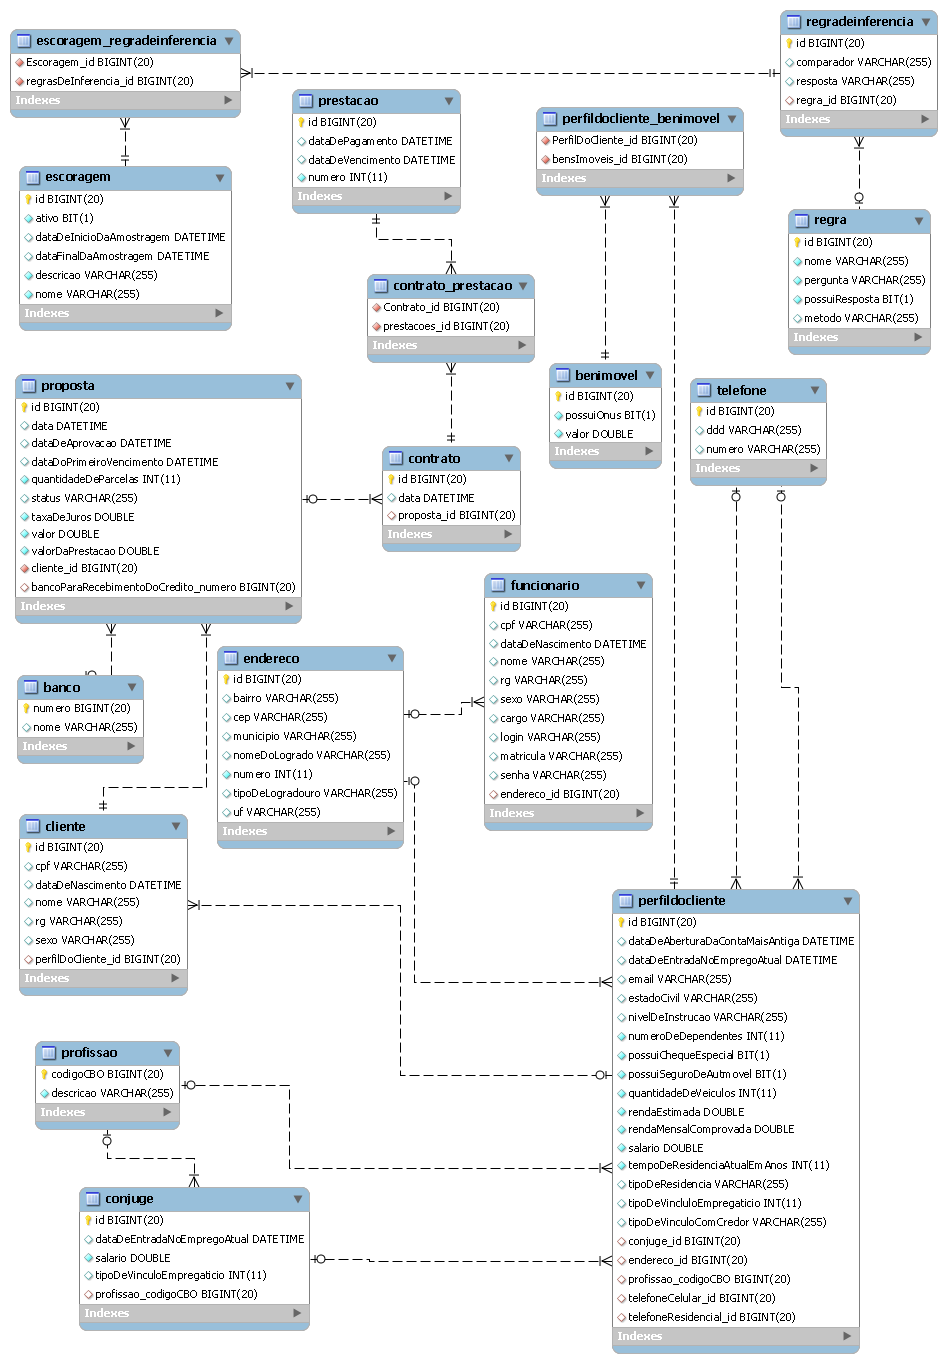 escoragem_regradeinferencia
Escoragem_id BIGINT(20)
regrasDeInferencia_id BIGINT(20)
Indexes
regradeinferencia
id BIGINT(20)
comparador VARCHAR(255)
resposta VARCHAR(255)
regra_id BIGINT(20)
Indexes
prestacao
id BIGINT(20)
dataDePagamento DATETIME
dataDeVencimento DATETIME
numero INT(11)
Indexes
perfildocliente_benimovel
PerfilDoCliente_id BIGINT(20)
bensImoveis_id BIGINT(20)
Indexes
escoragem
id BIGINT(20)
ativo BIT(1)
dataDeInicioDaAmostragem DATETIME
dataFinalDaAmostragem DATETIME
descricao VARCHAR(255)
nome VARCHAR(255)
Indexes
regra
id BIGINT(20)
nome VARCHAR(255)
pergunta VARCHAR(255)
possuiResposta BIT(1)
metodo VARCHAR(255)
Indexes
contrato_prestacao
Contrato_id BIGINT(20)
prestacoes_id BIGINT(20)
Indexes
proposta
id BIGINT(20)
data DATETIME
dataDeAprovacao DATETIME
dataDoPrimeiroVencimento DATETIME
quantidadeDeParcelas INT(11)
status VARCHAR(255)
taxaDeJuros DOUBLE
valor DOUBLE
valorDaPrestacao DOUBLE
cliente_id BIGINT(20)
bancoParaRecebimentoDoCredito_numero BIGINT(20)
Indexes
benimovel
id BIGINT(20)
possuiOnus BIT(1)
valor DOUBLE
Indexes
telefone
id BIGINT(20)
ddd VARCHAR(255)
numero VARCHAR(255)
Indexes
contrato
id BIGINT(20)
data DATETIME
proposta_id BIGINT(20)
Indexes
funcionario
id BIGINT(20)
cpf VARCHAR(255)
dataDeNascimento DATETIME
nome VARCHAR(255)
rg VARCHAR(255)
sexo VARCHAR(255)
cargo VARCHAR(255)
login VARCHAR(255)
matricula VARCHAR(255)
senha VARCHAR(255)
endereco_id BIGINT(20)
Indexes
endereco
id BIGINT(20)
bairro VARCHAR(255)
cep VARCHAR(255)
municipio VARCHAR(255)
nomeDoLogrado VARCHAR(255)
numero INT(11)
tipoDeLogradouro VARCHAR(255)
uf VARCHAR(255)
Indexes
banco
numero BIGINT(20)
nome VARCHAR(255)
Indexes
cliente
id BIGINT(20)
cpf VARCHAR(255)
dataDeNascimento DATETIME
nome VARCHAR(255)
rg VARCHAR(255)
sexo VARCHAR(255)
perfilDoCliente_id BIGINT(20)
Indexes
perfildocliente
id BIGINT(20)
dataDeAberturaDaContaMaisAntiga DATETIME
dataDeEntradaNoEmpregoAtual DATETIME
email VARCHAR(255)
estadoCivil VARCHAR(255)
nivelDeInstrucao VARCHAR(255)
numeroDeDependentes INT(11)
possuiChequeEspecial BIT(1)
possuiSeguroDeAutmovel BIT(1)
quantidadeDeVeiculos INT(11)
rendaEstimada DOUBLE
rendaMensalComprovada DOUBLE
salario DOUBLE
tempoDeResidenciaAtualEmAnos INT(11)
tipoDeResidencia VARCHAR(255)
tipoDeVincluloEmpregaticio INT(11)
tipoDeVinculoComCredor VARCHAR(255)
conjuge_id BIGINT(20)
endereco_id BIGINT(20)
profissao_codigoCBO BIGINT(20)
telefoneCelular_id BIGINT(20)
telefoneResidencial_id BIGINT(20)
Indexes
profissao
codigoCBO BIGINT(20)
descricao VARCHAR(255)
Indexes
conjuge
id BIGINT(20)
dataDeEntradaNoEmpregoAtual DATETIME
salario DOUBLE
tipoDeVinculoEmpregaticio INT(11)
profissao_codigoCBO BIGINT(20)
Indexes